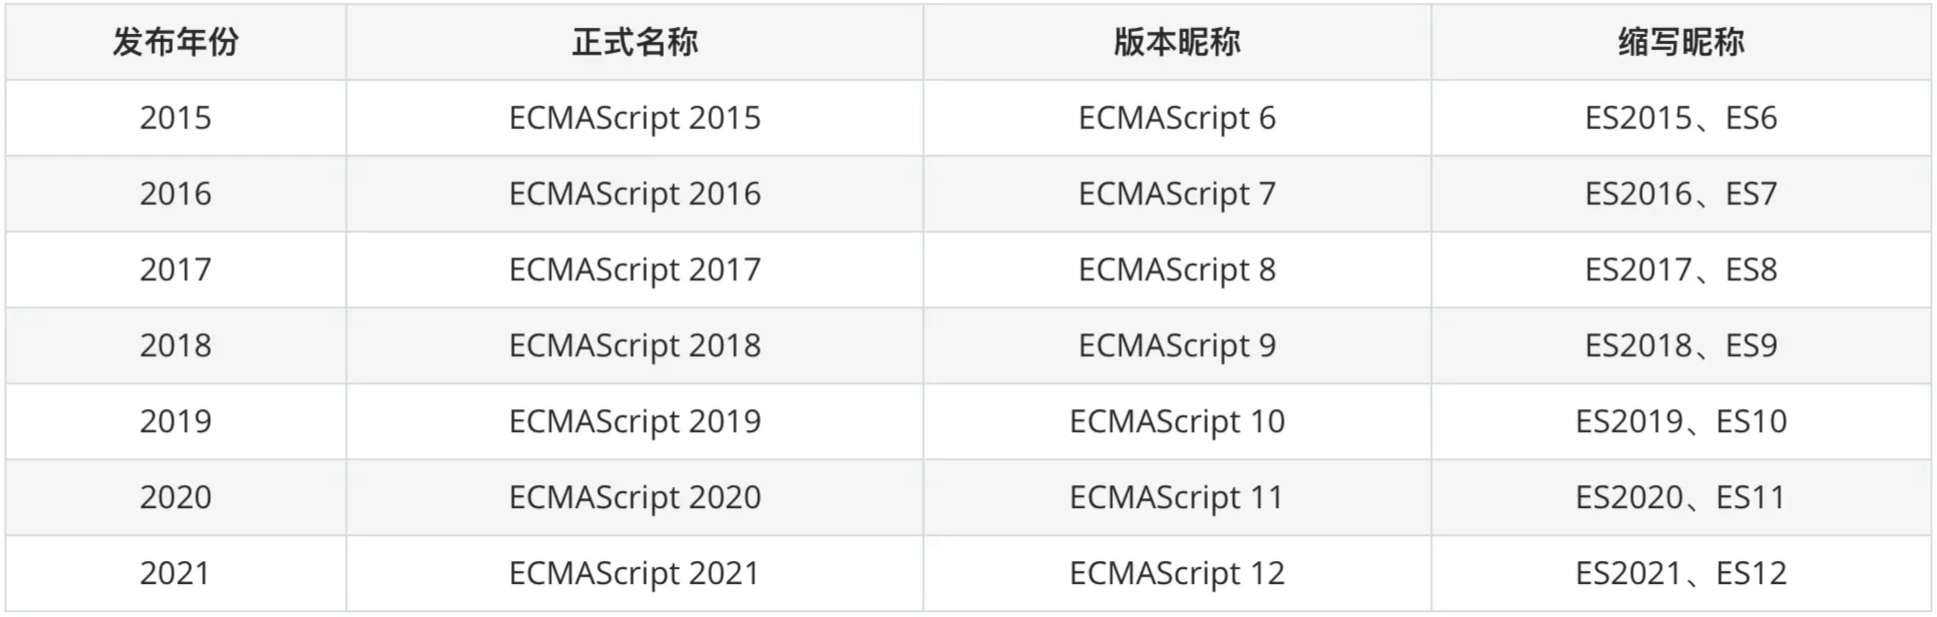 发布年份 正式名称 版本昵称 缩写昵称
2015 ECMAScript 2015 ECMAScript 6 ES2015、ES6
2016 ECMAScript 2016 ECMAScript 7 ES2016、ES7
2017 ECMAScript 2017 ECMAScript 8 ES2017、ES8
2018 ECMAScript 2018 ECMAScript 9 ES2018、ES9
2019 ECMAScript 2019 ECMAScript 10 ES2019、ES10
2020 ECMAScript 2020 ECMAScript 11 ES2020、ES11
2021 ECMAScript 2021 ECMAScript 12 ES2021、ES12